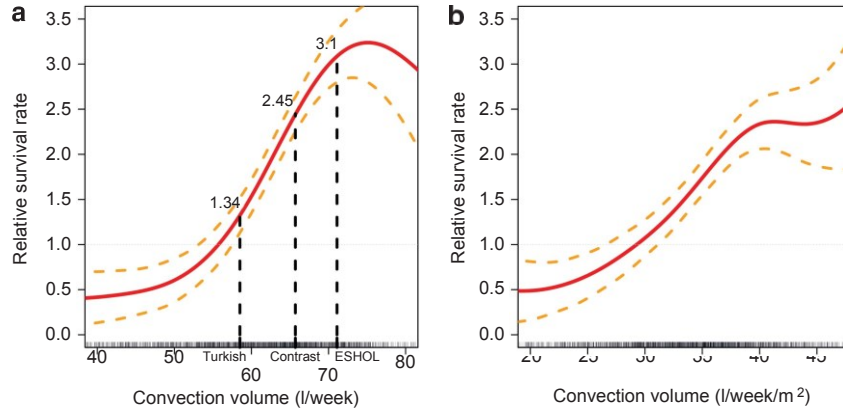 a
3.5
3.0
2.5
2.0
1.5
1.0
0.5
0.0
Relative survival rate
3.1
2.45
1.34
Turkish Contrast ESHOL
40 50 60 70 80
Convection volume (l/week)
b
3.5
3.0
2.5
2.0
1.5
1.0
0.5
0.0
Relative survival rate
20 25 30 35 40 45
Convection volume (l/week/m²)